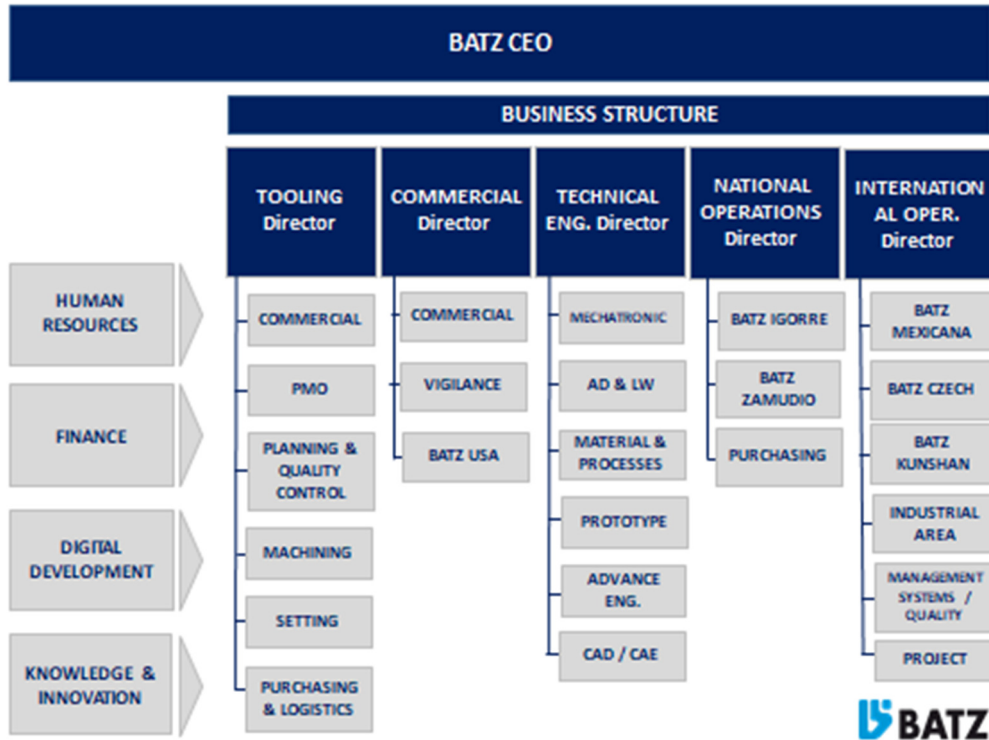 BATZ CEO
BUSINESS STRUCTURE
TOOLING
Director
COMMERCIAL
Director
TECHNICAL
ENG. Director
NATIONAL
OPERATIONS
Director
INTERNATION
AL OPER.
Director
HUMAN
RESOURCES
FINANCE
DIGITAL
DEVELOPMENT
KNOWLEDGE &
INNOVATION
COMMERCIAL
PMO
PLANNING &
QUALITY
CONTROL
MACHINING
SETTING
PURCHASING
& LOGISTICS
COMMERCIAL
VIGILANCE
BATZ USA
MECHATRONIC
AD & LW
MATERIAL &
PROCESSES
PROTOTYPE
ADVANCE
ENG.
CAD / CAE
BATZ IGORRE
BATZ
ZAMUDIO
PURCHASING
BATZ
MEXICANA
BATZ CZECH
BATZ
KUNSHAN
INDUSTRIAL
AREA
MANAGEMENT
SYSTEMS /
QUALITY
PROJECT
BATZ